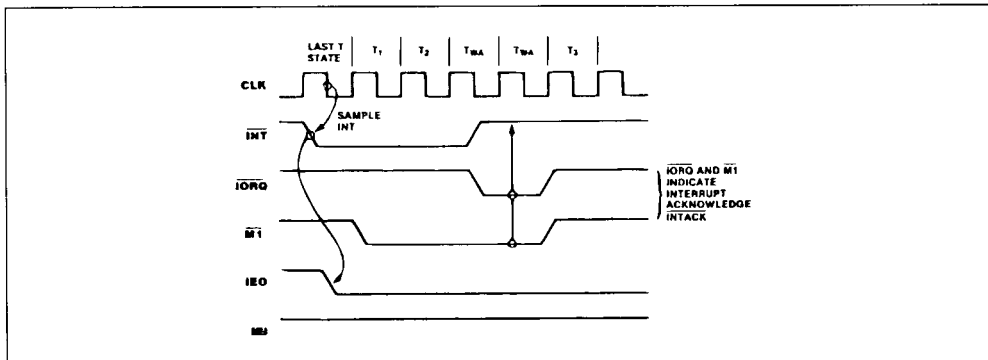 LAST T
STATE
T1
T2
TWA
TWA
T3
CLK
SAMPLE
INT
INT
IORQ
IORQ AND M1
INDICATE
INTERRUPT
ACKNOWLEDGE
INTACK
M1
IEO